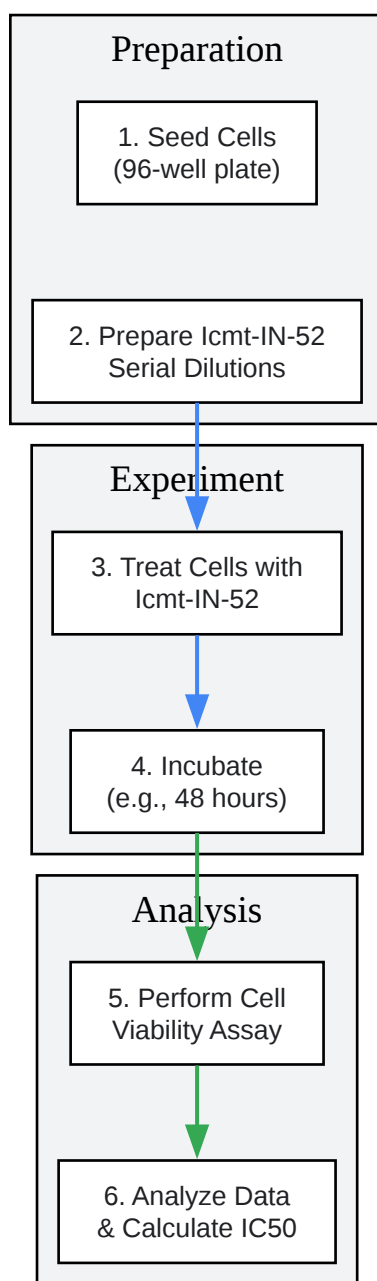 Preparation
1. Seed Cells
(96-well plate)
2. Prepare Icmt-IN-52
Serial Dilutions
Experiment
3. Treat Cells with
Icmt-IN-52
4. Incubate
(e.g., 48 hours)
Analysis
5. Perform Cell
Viability Assay
6. Analyze Data
& Calculate IC50